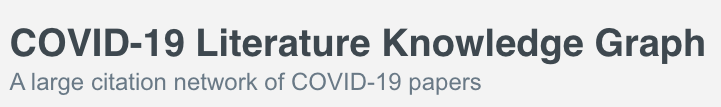 COVID-19 Literature Knowledge Graph
A large citation network of COVID-19 papers